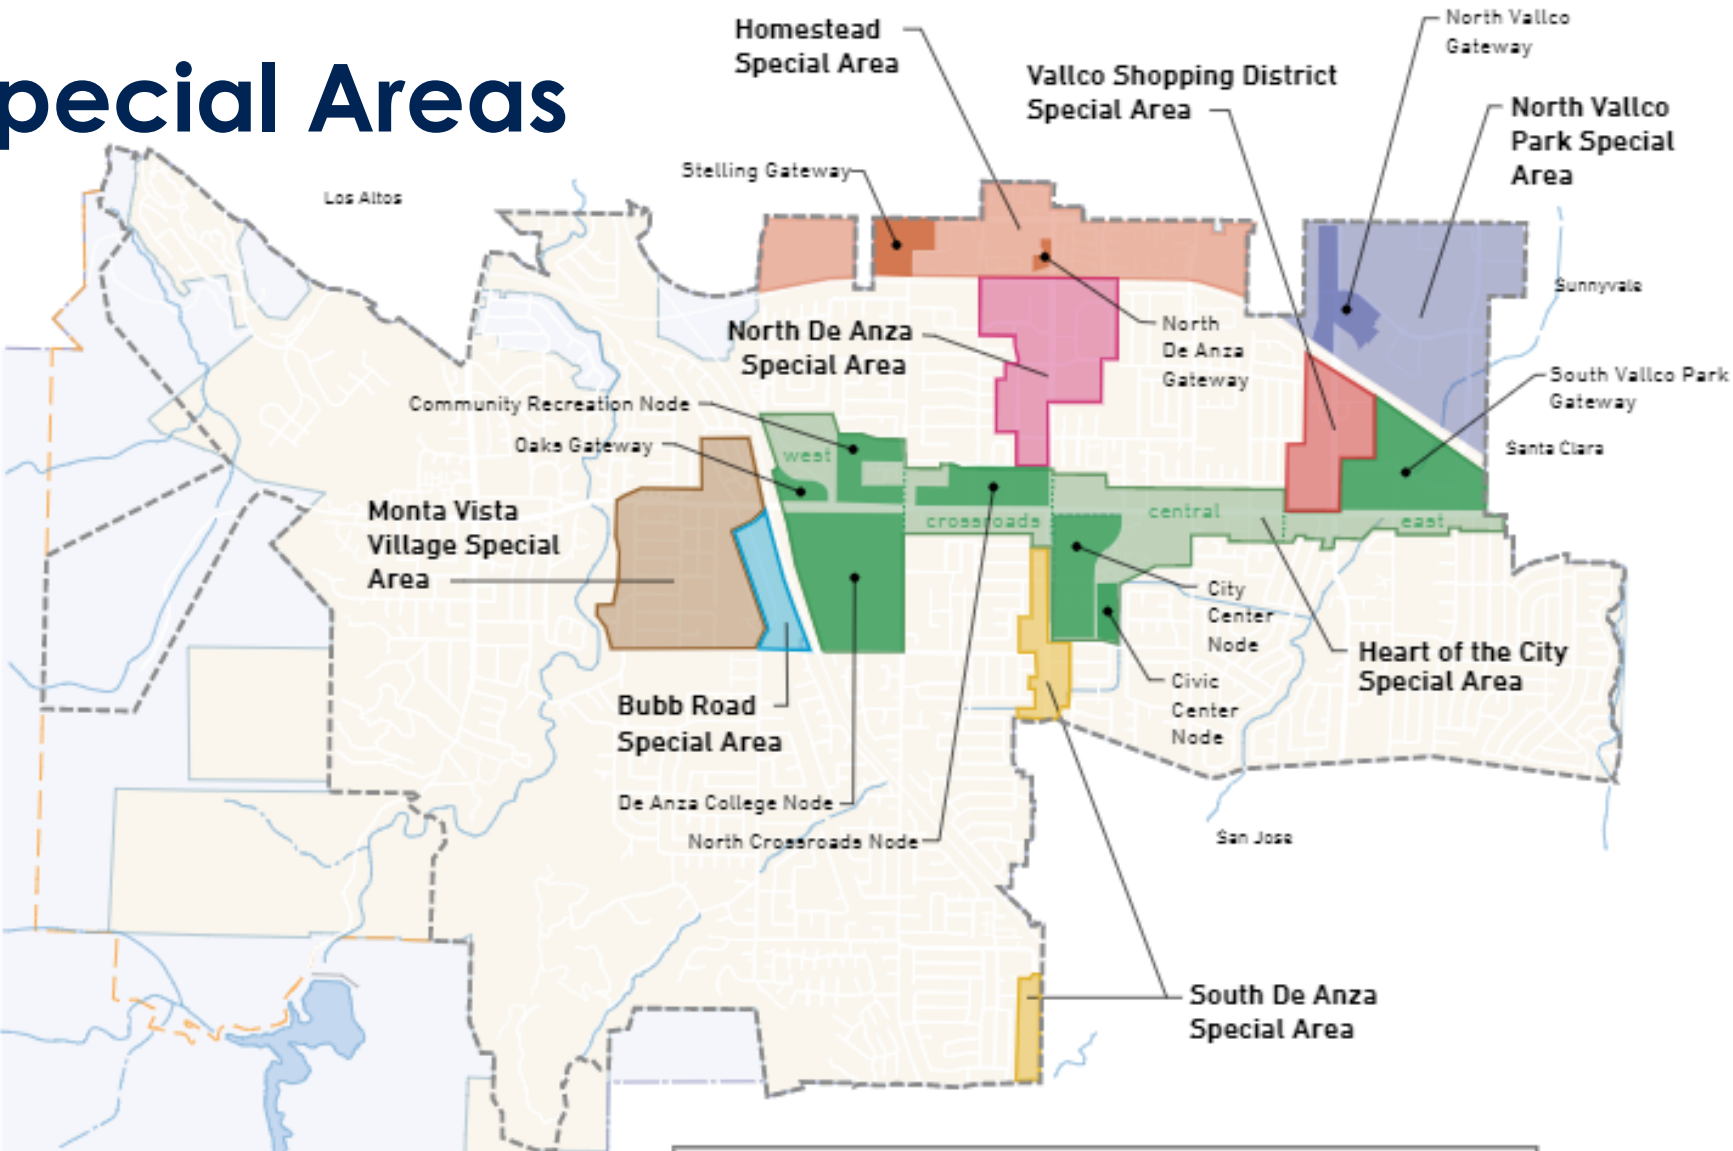 pecial Areas
Homestead
Special Area
North Vallco
Gateway
Vallco Shopping District
Special Area
North Vallco
Park Special
Area
Stelling Gateway
Los Altos
Sunnyvale
North De Anza
Special Area
North
De Anza
Gateway
South Vallco Park
Gateway
Community Recreation Node
Oaks Gateway
west
Santa Clara
Monta Vista
Village Special
Area
crossroads
central
east
City
Center
Node
Heart of the City
Special Area
Civic
Center
Node
Bubb Road
Special Area
De Anza College Node
North Crossroads Node
San Jose
South De Anza
Special Area